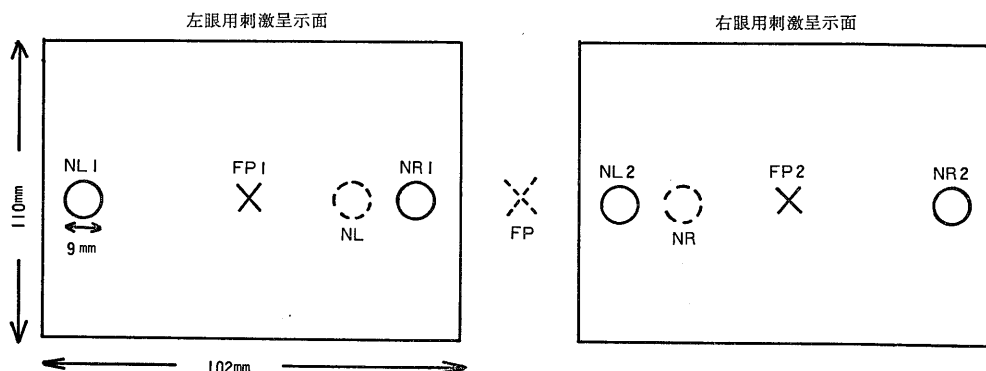 左眼用刺激呈示面
右眼用刺激呈示面
NL1
FP1
NR1
NL2
FP2
NR2
NL
FP
NR
9mm
110mm
102mm